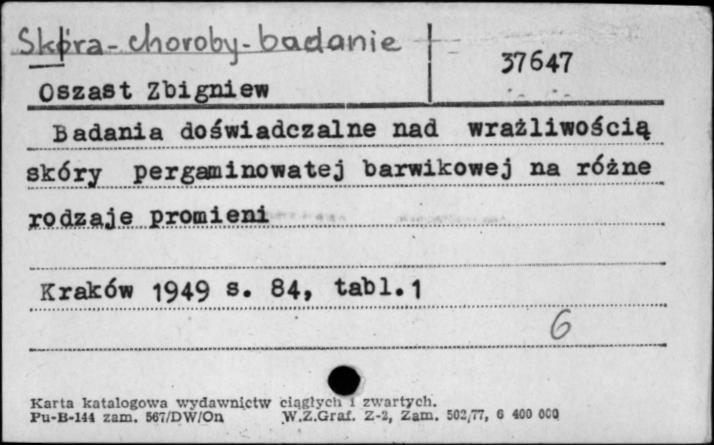 Skóra - choroby - badanie
37647
Oszast Zbigniew
Badania doświadczalne nad wrażliwością
skóry pergaminowatej barwikowej na różne
rodzaje promieni
Kraków 1949 s. 84, tabl.1
6
Karta katalogowa wydawnictw ciągłych i zwartych.
Pu-B-144 zam. 567/DW/On W.Z.Graf. Z-2, Zam. 502/77, 6 400 000